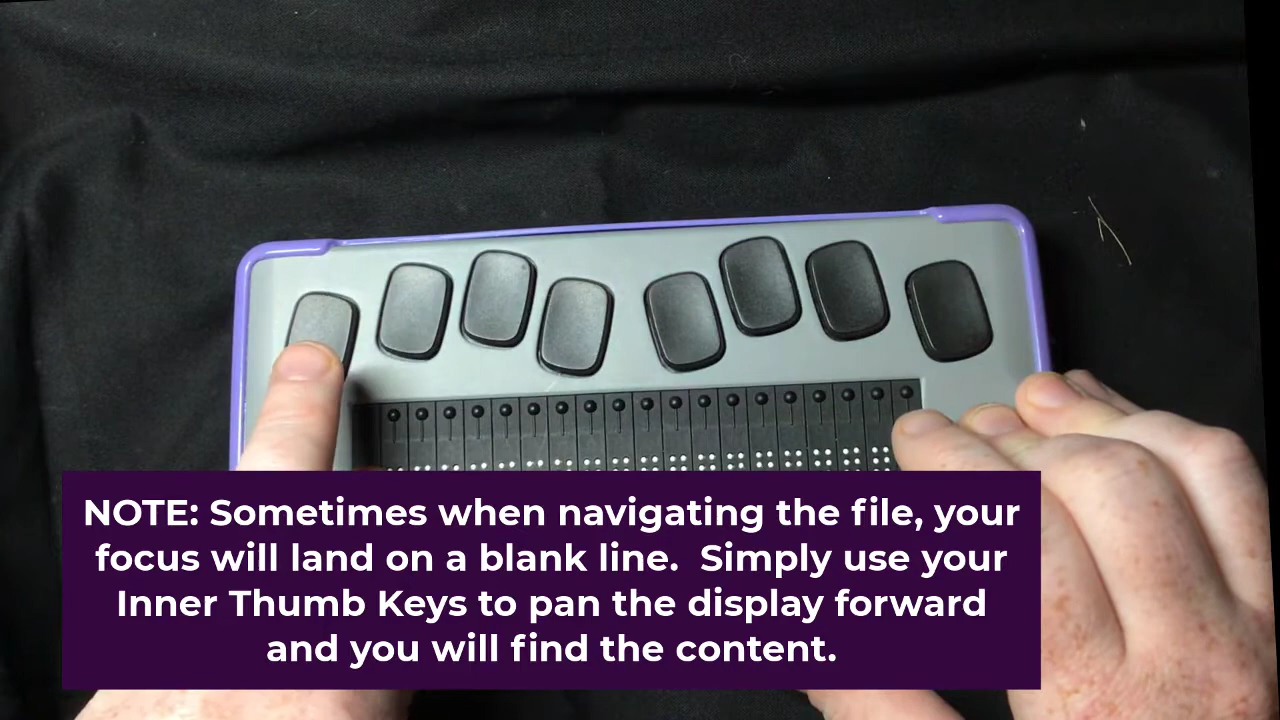 NOTE: Sometimes when navigating the file, your
focus will land on a blank line.  Simply use your
Inner Thumb Keys to pan the display forward
and you will find the content.